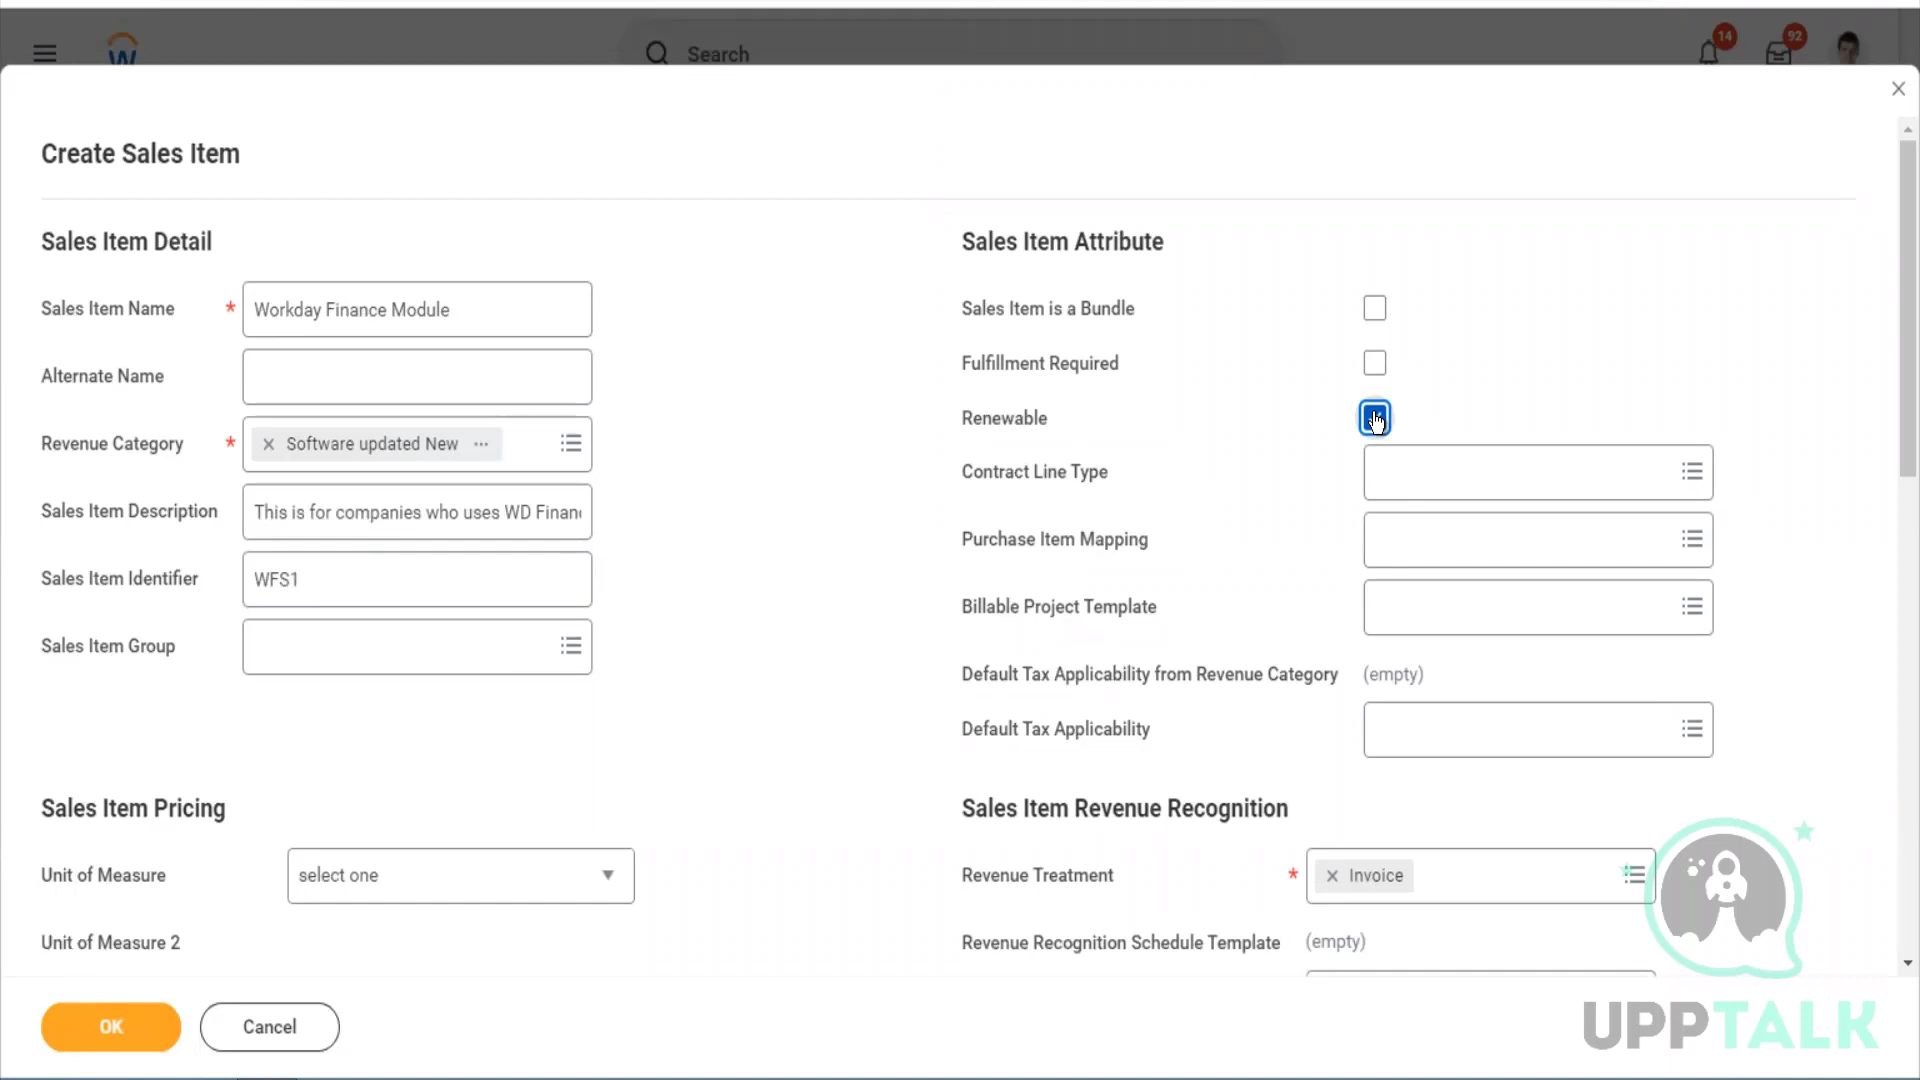 Search
14
92
Create Sales Item
Sales Item Detail
Sales Item Name * Workday Finance Module
Alternate Name
Revenue Category * Software updated New
Sales Item Description This is for companies who uses WD Finan
Sales Item Identifier WFS1
Sales Item Group
Sales Item Attribute
Sales Item is a Bundle
Fulfillment Required
Renewable
Contract Line Type
Purchase Item Mapping
Billable Project Template
Default Tax Applicability from Revenue Category (empty)
Default Tax Applicability
Sales Item Pricing
Unit of Measure select one
Unit of Measure 2
Sales Item Revenue Recognition
Revenue Treatment * Invoice
Revenue Recognition Schedule Template (empty)
OK
Cancel
UPPTALK